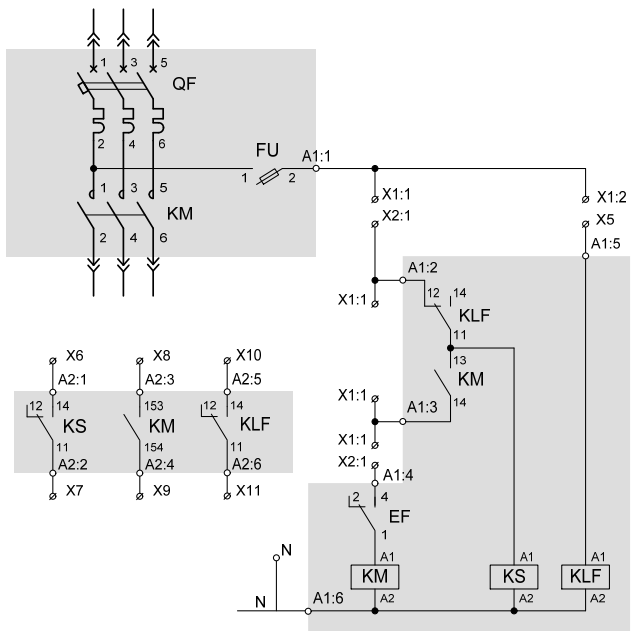 1 3 5
QF
2 4 6
FU
1 2
A1:1
1 3 5
KM
2 4 6
X1:1
X2:1
X1:2
X5
A1:5
A1:2
X1:1
12 14
KLF
11
13
KM
14
X1:1
A1:3
X1:1
X2:1
A1:4
2 4
EF
1
X6 X8 X10
A2:1 A2:3 A2:5
12 14 153 12 14
KS KM KLF
11 154 11
A2:2 A2:4 A2:6
X7 X9 X11
A1 A1 A1
KM KS KLF
A2 A2 A2
N
N
A1:6